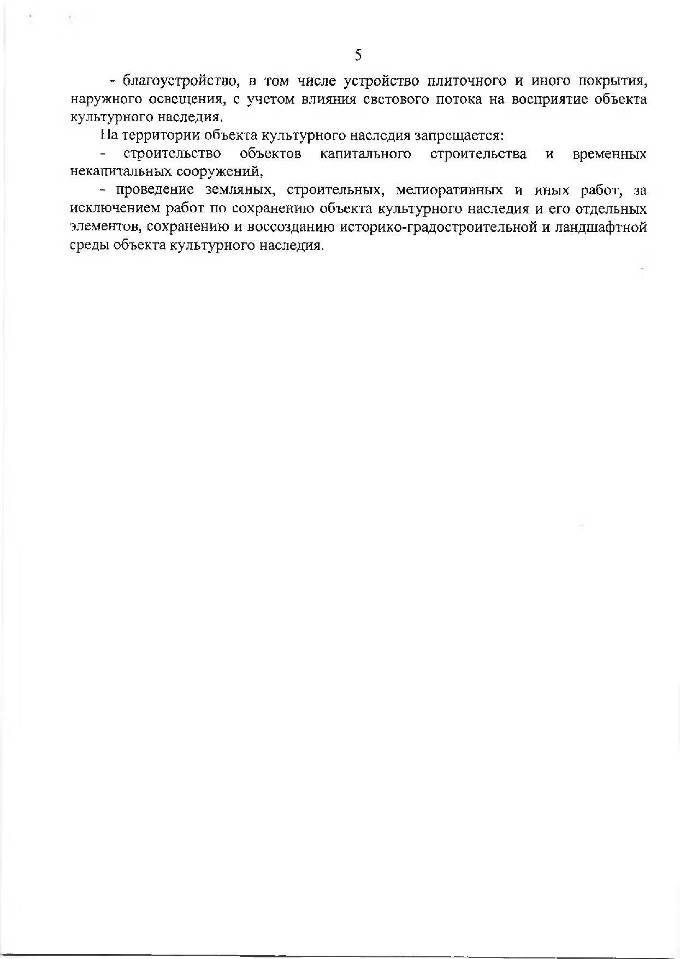 5
- благоустройство, в том числе устройство плиточного и иного покрытия,
наружного освещения, с учетом влияния светового потока на восприятие объекта
культурного наследия.
На территории объекта культурного наследия запрещается:
- строительство объектов капитального строительства и временных
некапитальных сооружений,
- проведение земляных, строительных, мелиоративных и иных работ, за
исключением работ по сохранению объекта культурного наследия и его отдельных
элементов, сохранению и воссозданию историко-градостроительной и ландшафтной
среды объекта культурного наследия.